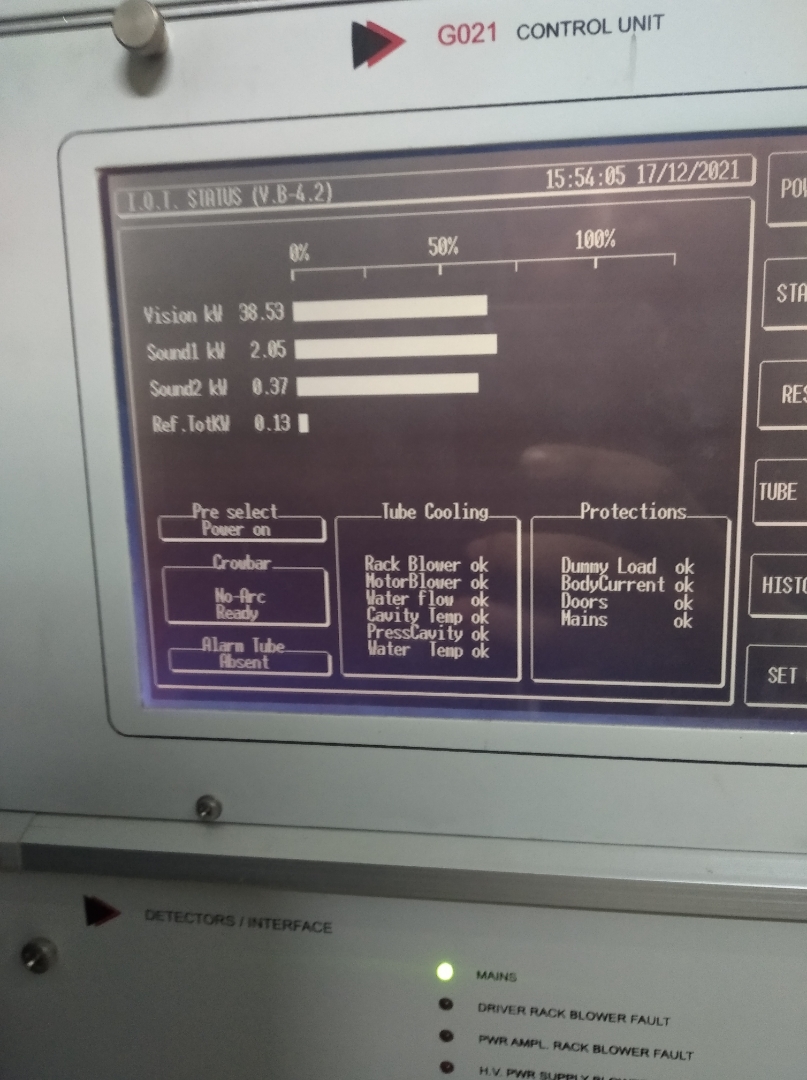 G021 CONTROL UNIT
I.O.T. STATUS (V.B-4.2) 15:54:05 17/12/2021
0% 50% 100%
Vision kW 38.53
Sound1 kW 2.05
Sound2 kW 0.37
Ref.TotKW 0.13
Pre select
Power on
Crowbar
No-Arc
Ready
Alarm Tube
Absent
Tube Cooling
Rack Blower ok
MotorBlower ok
Water flow ok
Cavity Temp ok
PressCavity ok
Water Temp ok
Protections
Dummy Load ok
BodyCurrent ok
Doors ok
Mains ok
TUBE
SET
DETECTORS / INTERFACE
MAINS
DRIVER RACK BLOWER FAULT
PWR AMPL. RACK BLOWER FAULT
H.V. PWR SUPPLY